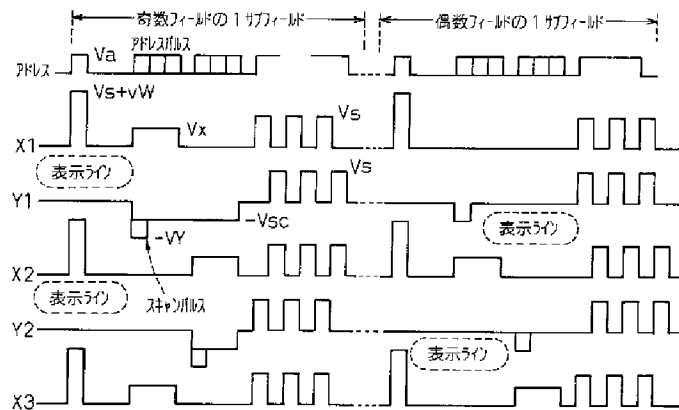 奇数フィールドの1サブフィールド
偶数フィールドの1サブフィールド
アドレスパルス
アドレス
Va
Vs+vW
Vx
Vs
X1
表示ライン
Vs
Y1
-Vsc
-VY
表示ライン
X2
表示ライン
スキャンパルス
Y2
表示ライン
X3